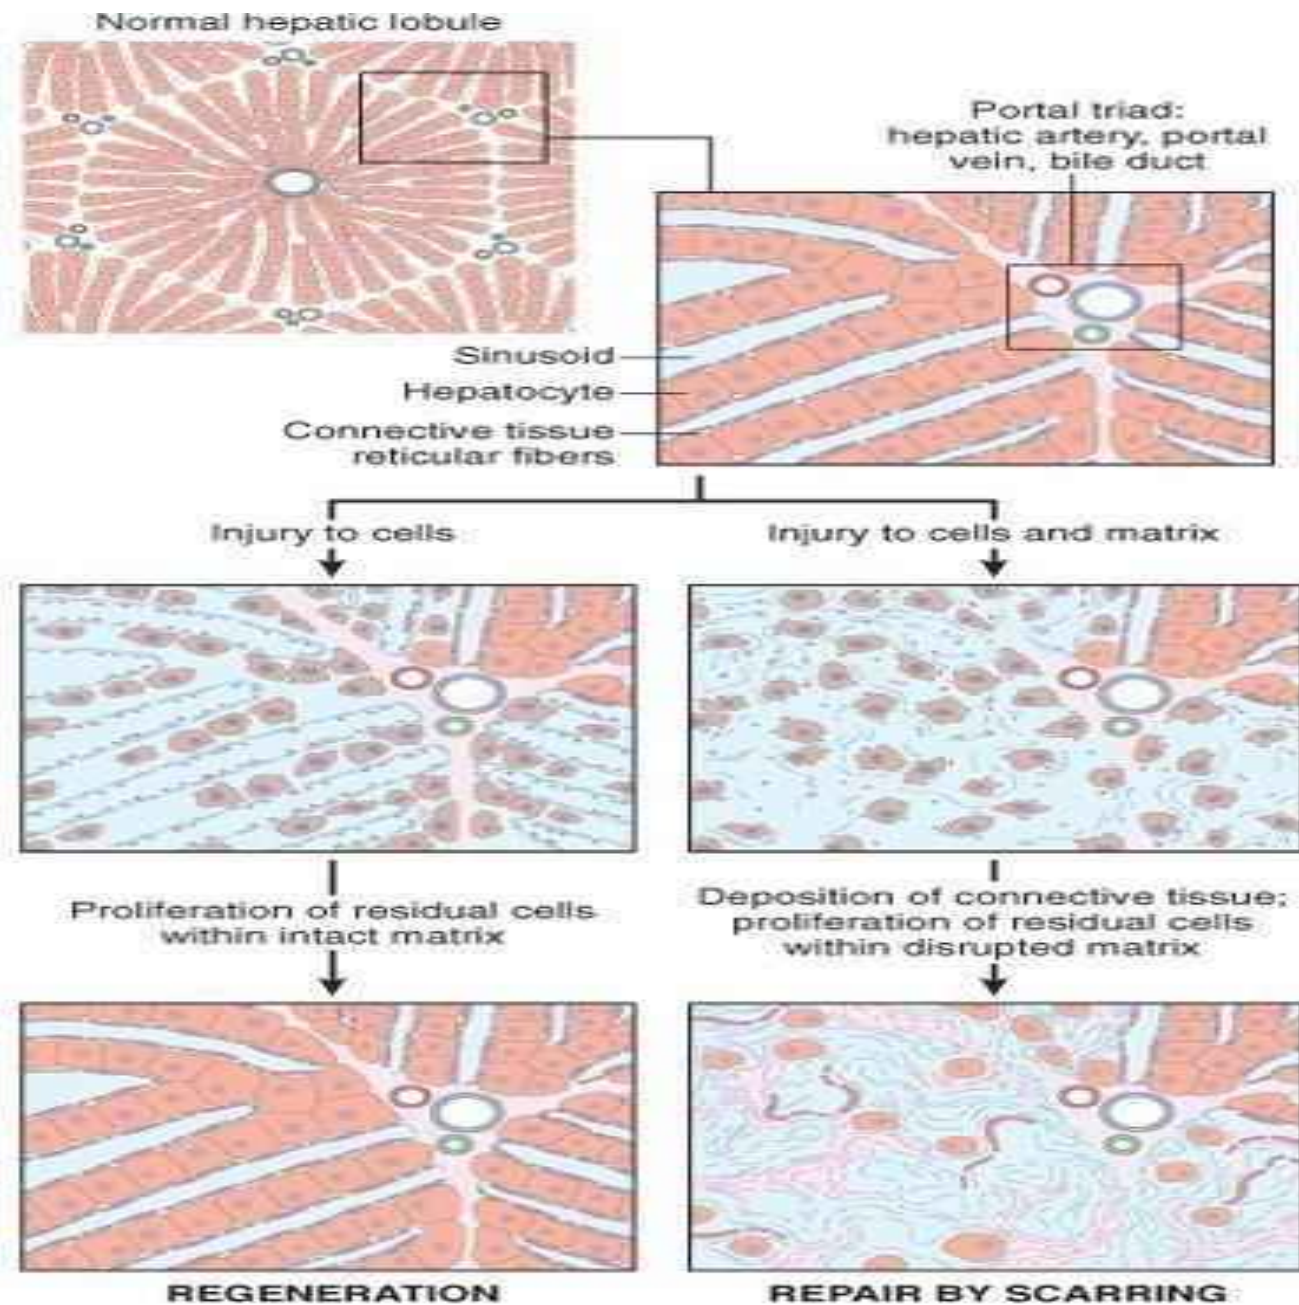 Normal hepatic lobule
Portal triad:
hepatic artery, portal
vein, bile duct
Sinusoid
Hepatocyte
Connective tissue
reticular fibers
Injury to cells
Injury to cells and matrix
Proliferation of residual cells
within intact matrix
Deposition of connective tissue;
proliferation of residual cells
within disrupted matrix
REGENERATION
REPAIR BY SCARRING